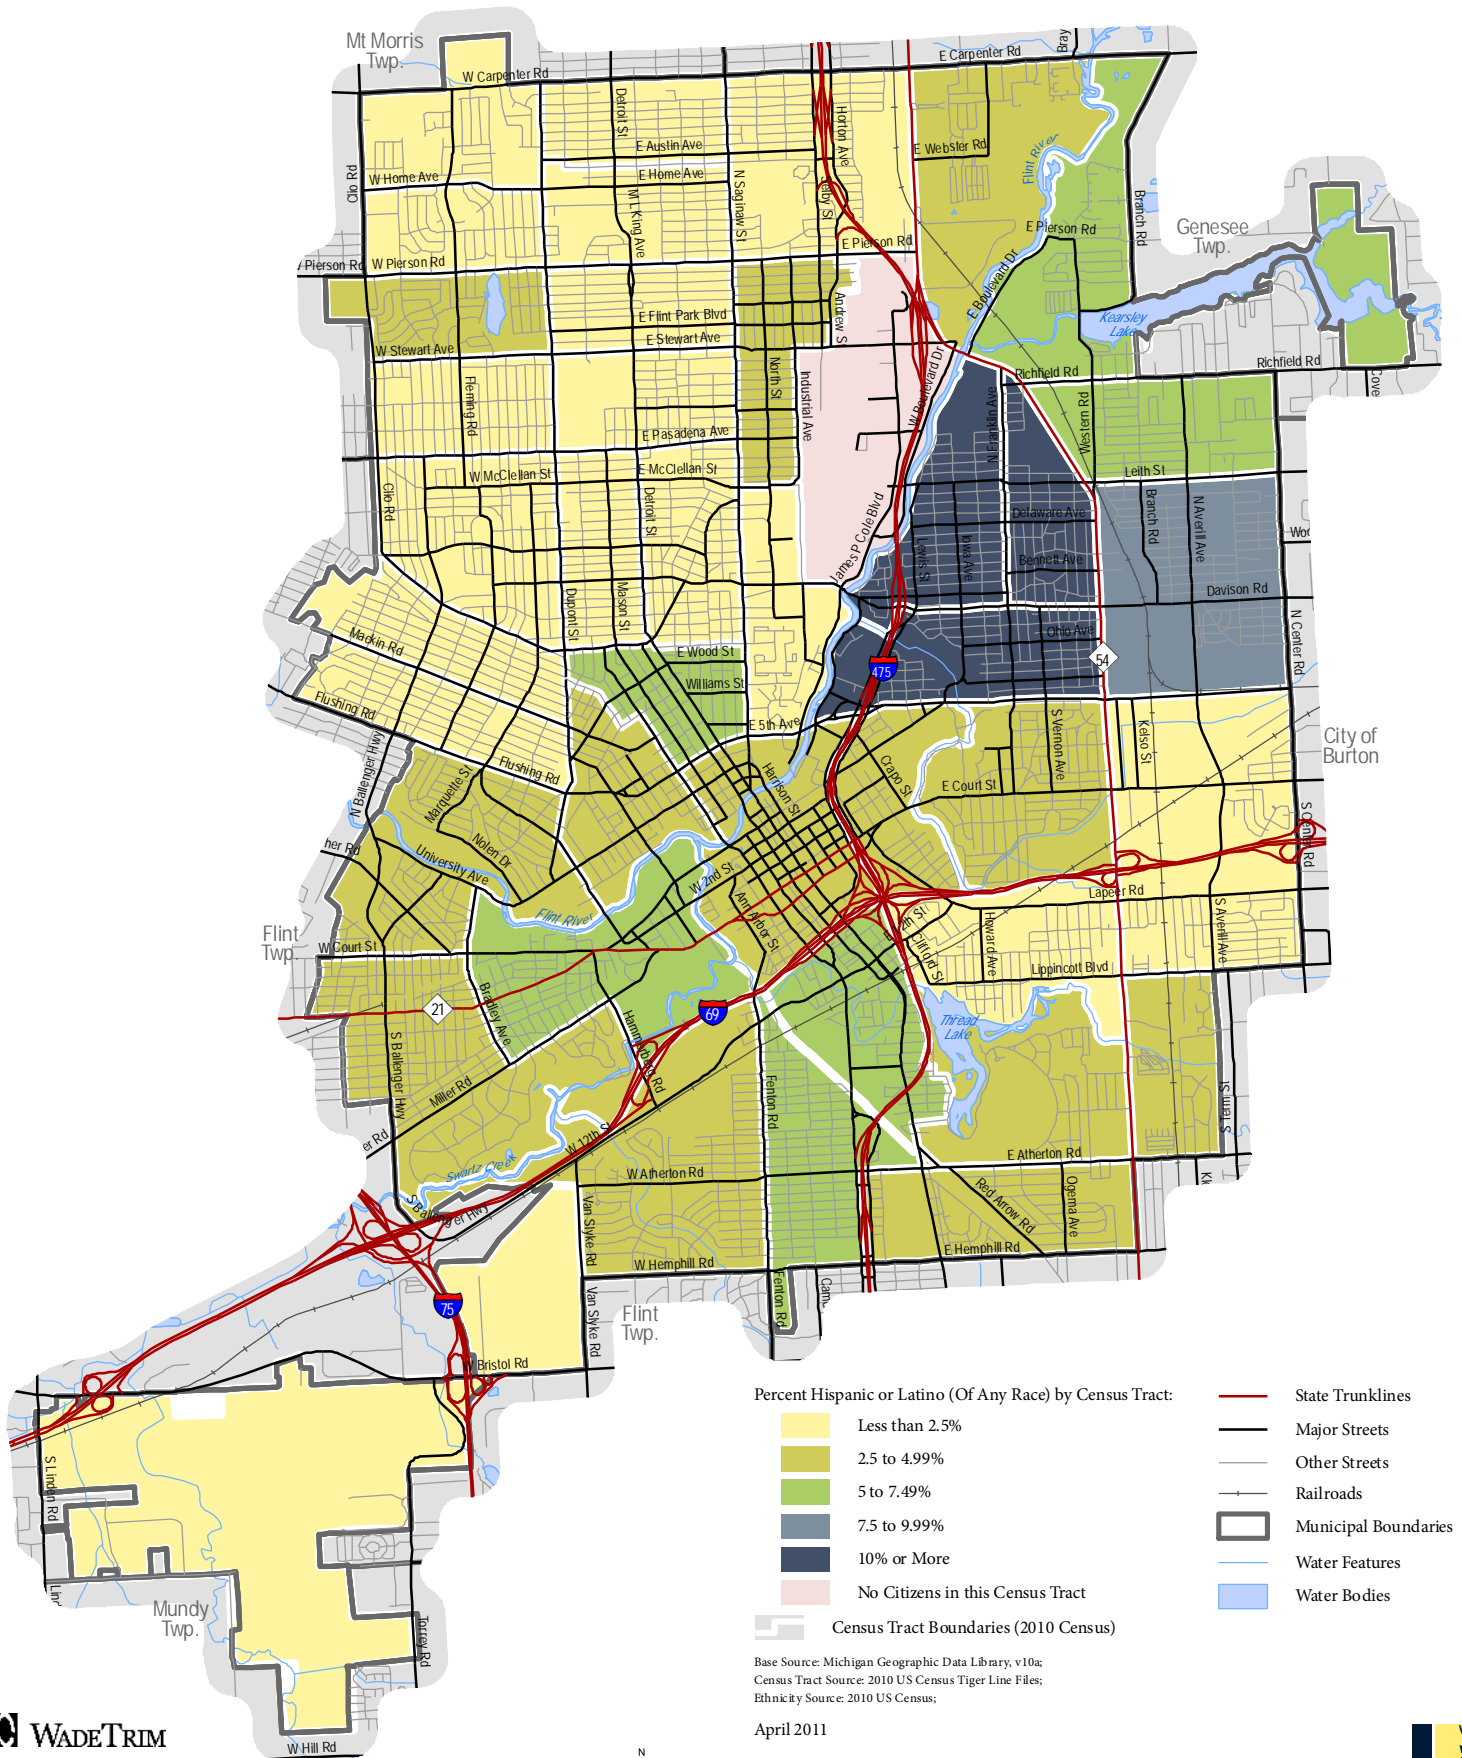 Mt Morris
Twp.
W Carpenter Rd
E Carpenter Rd
Bray
Detroit St
Horton Ave
E Austin Ave
E Webster Rd
Flint River
Clio Rd
W Home Ave
E Home Ave
M L King Ave
N Saginaw St
Selby St
Branch Rd
Genesee
Twp.
E Pierson Rd
E Pierson Rd
Pierson Rd
W Pierson Rd
E Boulevard Dr
Andrew S
Kearsley
Lake
E Flint Park Blvd
E Stewart Ave
W Stewart Ave
Richfield Rd
Richfield Rd
Cove
North St
Industrial Ave
W Boulevard Dr
Fleming Rd
N Franklin Ave
Western Rd
E Pasadena Ave
W McClellan St
E McClellan St
Leith St
Clio Rd
Detroit St
James P Cole Blvd
Delaware Ave
Branch Rd
N Averill Ave
Woo
Lewis St
Iowa Ave
Bennett Ave
Davison Rd
Dupont St
Mason St
Mackin Rd
E Wood St
Ohio Ave
N Center Rd
54
475
Williams St
Flushing Rd
E 5th Ave
S Vernon Ave
Kelso St
City of
Burton
N Ballenger Hwy
Flushing Rd
Harrison St
Crapo St
E Court St
Marquette St
Nolen Dr
S Center Rd
her Rd
University Ave
W 2nd St
Lapeer Rd
Ann Arbor St
Flint River
Flint
Twp.
W Court St
12th St
Clifford St
Howard Ave
S Averill Ave
Lippincott Blvd
21
Bradley Ave
69
Hammerberg Rd
Thread
Lake
S Ballenger Hwy
Miller Rd
Fenton Rd
S Term St
er Rd
W 12th St
Swartz Creek
W Atherton Rd
E Atherton Rd
Red Arrow Rd
Ogema Ave
S Ballenger Hwy
Van Slyke Rd
W Hemphill Rd
E Hemphill Rd
75
Van Slyke Rd
Flint
Twp.
Fenton Rd
W Bristol Rd
S Linden Rd
Mundy
Twp.
Torrey Rd
W Hill Rd
Percent Hispanic or Latino (Of Any Race) by Census Tract:
Less than 2.5%
2.5 to 4.99%
5 to 7.49%
7.5 to 9.99%
10% or More
No Citizens in this Census Tract
Census Tract Boundaries (2010 Census)
State Trunklines
Major Streets
Other Streets
Railroads
Municipal Boundaries
Water Features
Water Bodies
Base Source: Michigan Geographic Data Library, v10a;
Census Tract Source: 2010 US Census Tiger Line Files;
Ethnicity Source: 2010 US Census;
April 2011
WADETRIM
N